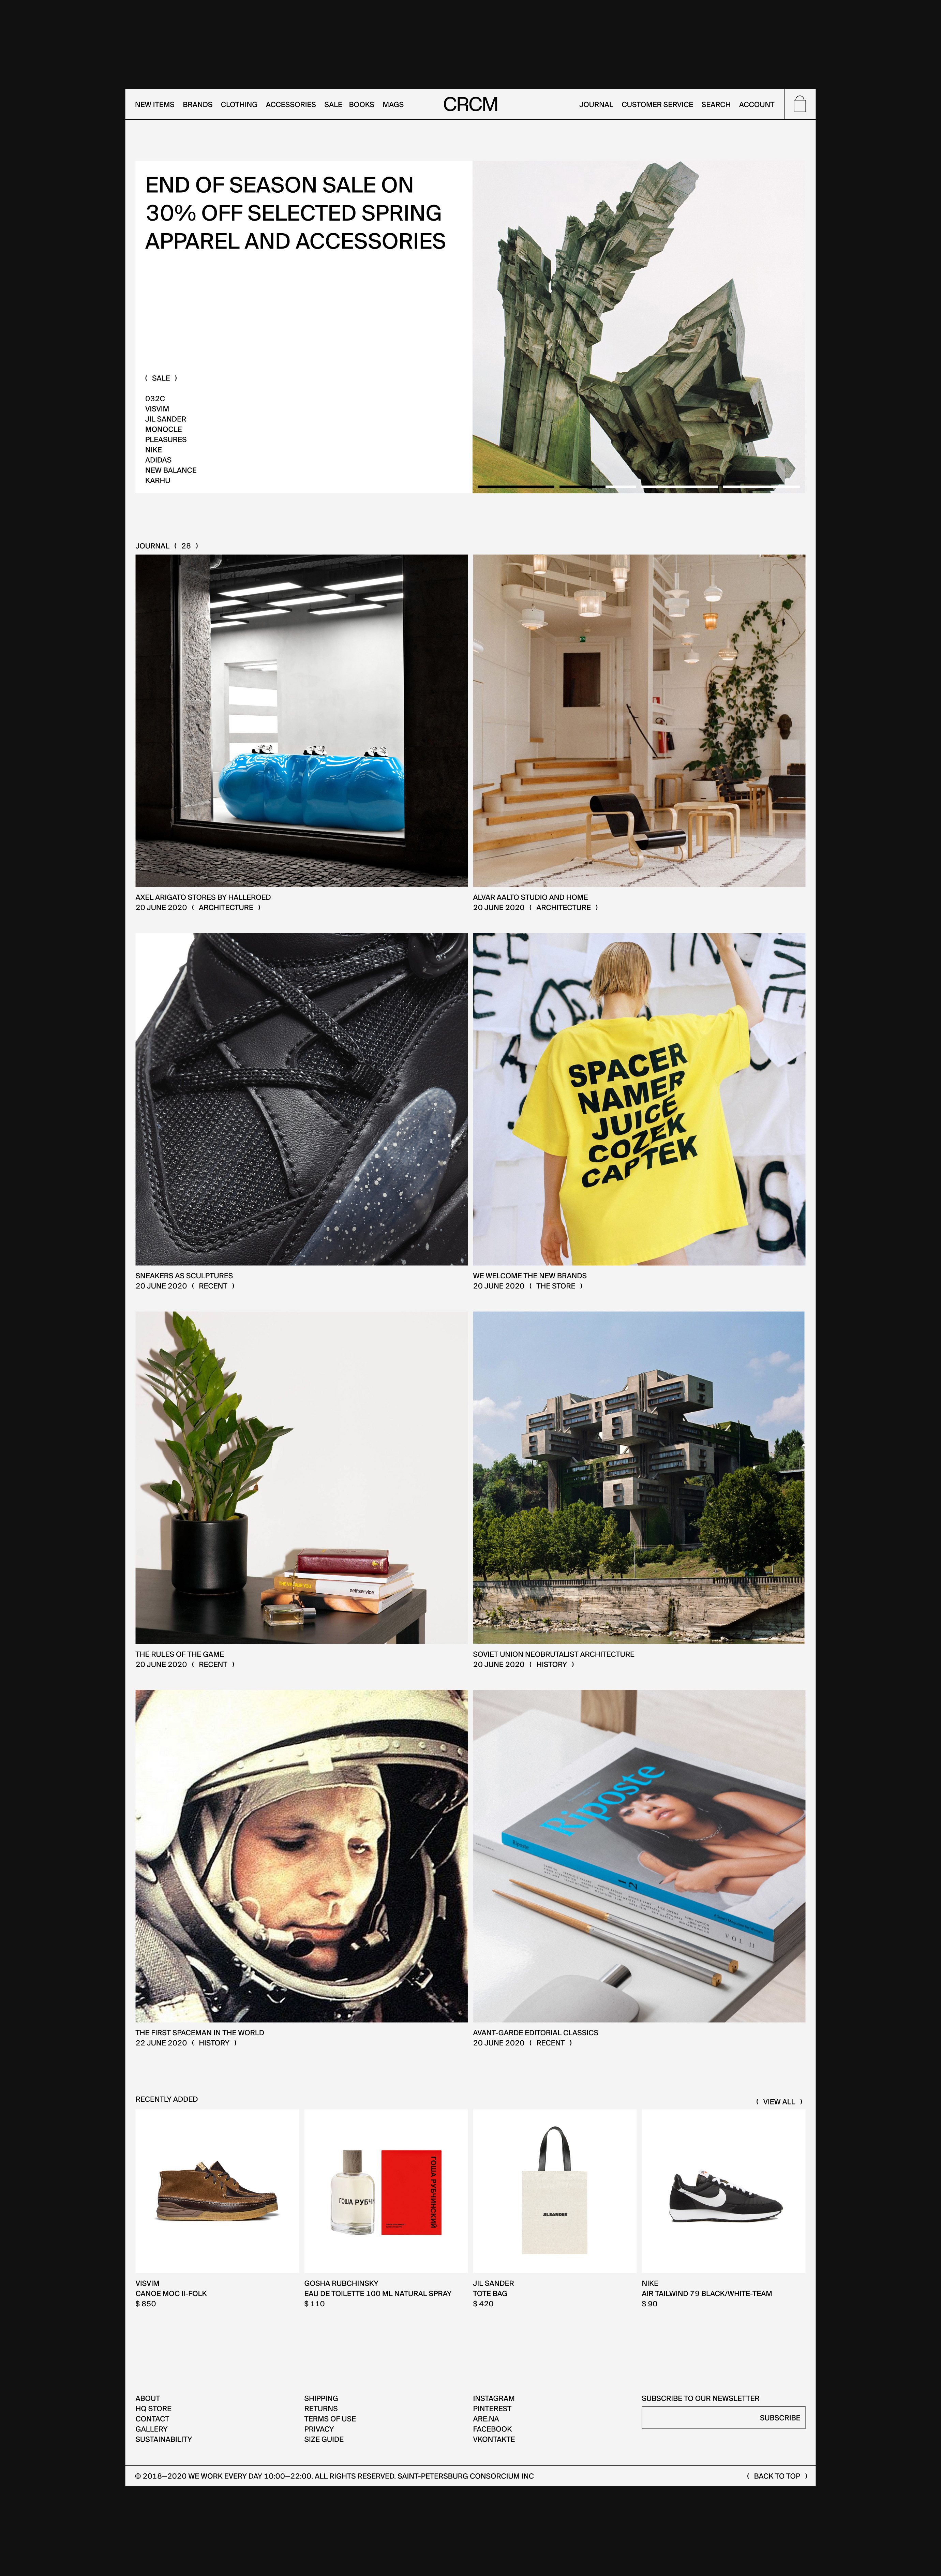 NEW ITEMS BRANDS CLOTHING ACCESSORIES SALE BOOKS MAGS CRCM JOURNAL CUSTOMER SERVICE SEARCH ACCOUNT
END OF SEASON SALE ON
30% OFF SELECTED SPRING
APPAREL AND ACCESSORIES
( SALE )
032C
VISVIM
JIL SANDER
MONOCLE
PLEASURES
NIKE
ADIDAS
NEW BALANCE
KARHU
JOURNAL ( 28 )
AXEL ARIGATO STORES BY HALLEROED
20 JUNE 2020 ( ARCHITECTURE )
ALVAR AALTO STUDIO AND HOME
20 JUNE 2020 ( ARCHITECTURE )
SPACER
NAMER
JUICE
COZEK
CAPTEK
SNEAKERS AS SCULPTURES
20 JUNE 2020 ( RECENT )
WE WELCOME THE NEW BRANDS
20 JUNE 2020 ( THE STORE )
self service
THE RULES OF THE GAME
20 JUNE 2020 ( RECENT )
SOVIET UNION NEOBRUTALIST ARCHITECTURE
20 JUNE 2020 ( HISTORY )
Riposte
12
VOL II
THE FIRST SPACEMAN IN THE WORLD
22 JUNE 2020 ( HISTORY )
AVANT-GARDE EDITORIAL CLASSICS
20 JUNE 2020 ( RECENT )
RECENTLY ADDED
( VIEW ALL )
ГОША РУБЧ
ГОША РУБЧИНСКИЙ
JIL SANDER
VISVIM
CANOE MOC II-FOLK
$ 850
GOSHA RUBCHINSKY
EAU DE TOILETTE 100 ML NATURAL SPRAY
$ 110
JIL SANDER
TOTE BAG
$ 420
NIKE
AIR TAILWIND 79 BLACK/WHITE-TEAM
$ 90
ABOUT
HQ STORE
CONTACT
GALLERY
SUSTAINABILITY
SHIPPING
RETURNS
TERMS OF USE
PRIVACY
SIZE GUIDE
INSTAGRAM
PINTEREST
ARE.NA
FACEBOOK
VKONTAKTE
SUBSCRIBE TO OUR NEWSLETTER
SUBSCRIBE
© 2018—2020 WE WORK EVERY DAY 10:00—22:00. ALL RIGHTS RESERVED. SAINT-PETERSBURG CONSORCIUM INC
( BACK TO TOP )